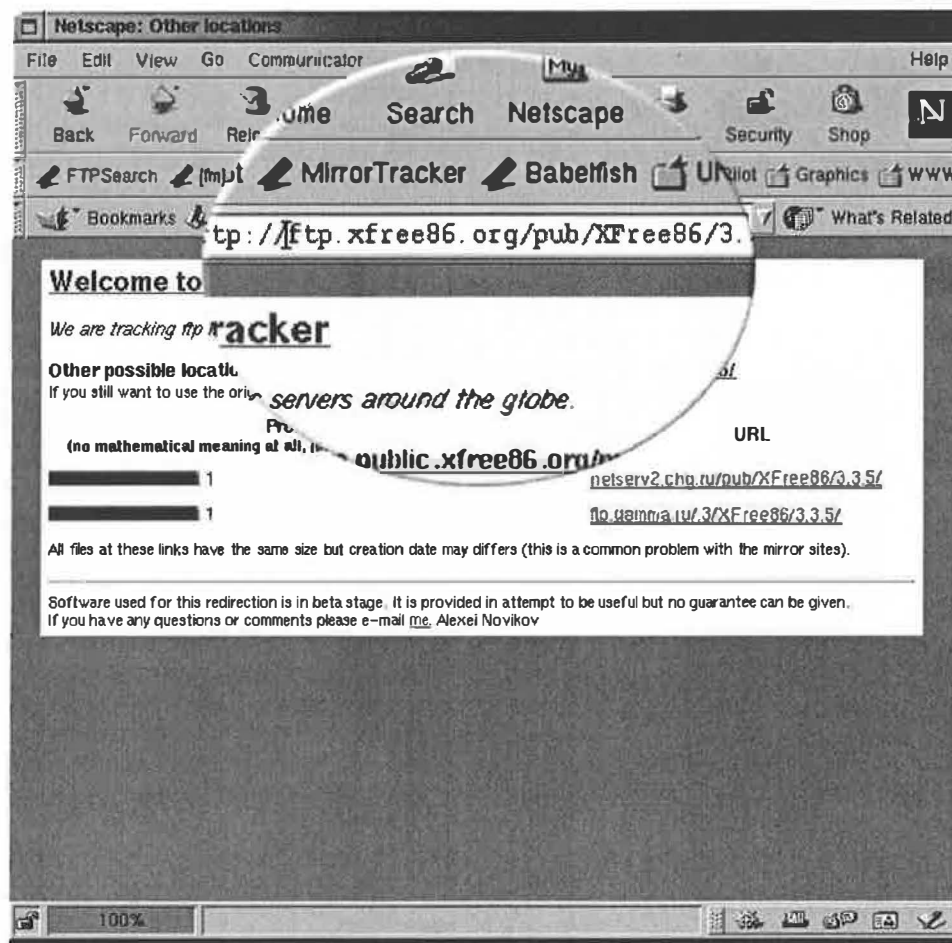 Netscape: Other locations
File Edit View Go Communicator Help
My
Back Forward Search Netscape Security Shop N
FTPSearch MirrorTracker Babelfish Graphics WWW
Bookmarks tp://ftp.xfree86.org/pub/XFree86/3. What's Related
Welcome to racker
We are tracking ftp servers around the globe.
Other possible
If you still want to use the public.xfree86.org/
(no mathematical meaning at all, URL
1 netserv2.chg.ru/pub/XFree86/3.3.5/
1 ftp.gamma.ru/.3/XFree86/3.3.5/
All files at these links have the same size but creation date may differs (this is a common problem with the mirror sites).
Software used for this redirection is in beta stage. It is provided in attempt to be useful but no guarantee can be given.
If you have any questions or comments please e-mail me. Alexei Novikov
100%